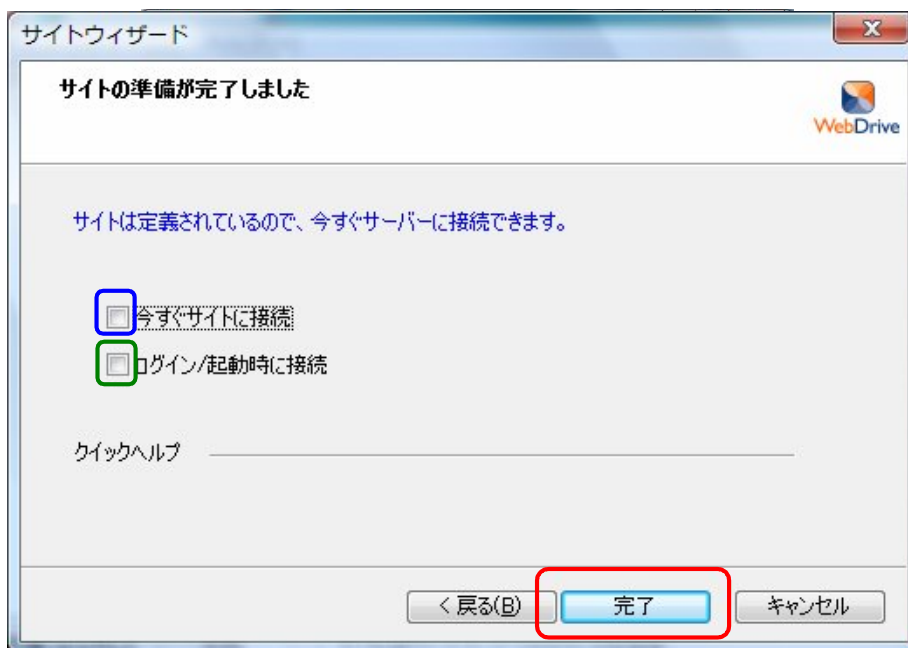 サイトウィザード
サイトの準備が完了しました
WebDrive
サイトは定義されているので、今すぐサーバーに接続できます。
今すぐサイトに接続
ログイン/起動時に接続
クイックヘルプ
< 戻る(B)
完了
キャンセル